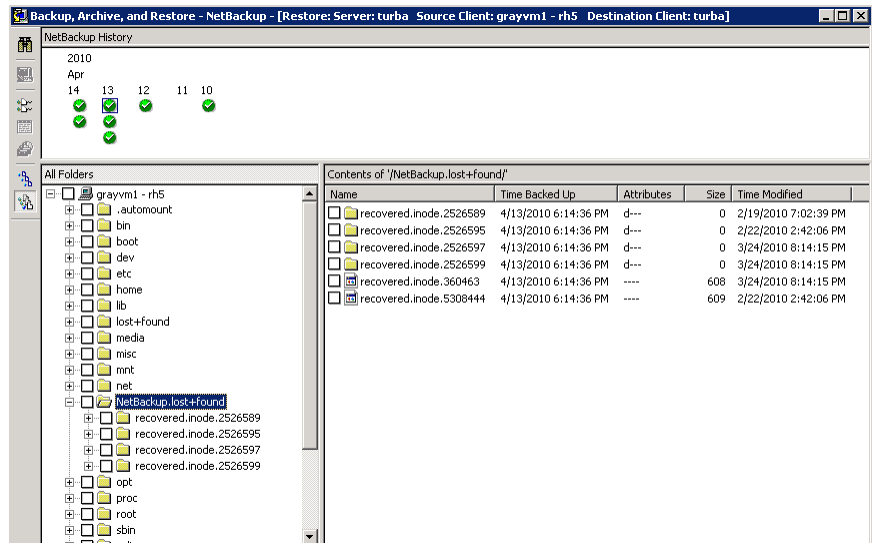 Backup, Archive, and Restore - NetBackup - [Restore: Server: turba Source Client: grayvm1 - rh5 Destination Client: turba]
NetBackup History
2010
Apr
14 13 12 11 10
All Folders
grayvm1 - rh5
.automount
bin
boot
dev
etc
home
lib
lost+found
media
misc
mnt
net
NetBackup.lost+found
recovered.inode.2526589
recovered.inode.2526595
recovered.inode.2526597
recovered.inode.2526599
opt
proc
root
sbin
Contents of '/NetBackup.lost+found/'
Name Time Backed Up Attributes Size Time Modified
recovered.inode.2526589 4/13/2010 6:14:36 PM d--- 0 2/19/2010 7:02:39 PM
recovered.inode.2526595 4/13/2010 6:14:36 PM d--- 0 2/22/2010 2:42:06 PM
recovered.inode.2526597 4/13/2010 6:14:36 PM d--- 0 3/24/2010 8:14:15 PM
recovered.inode.2526599 4/13/2010 6:14:36 PM d--- 0 3/24/2010 8:14:15 PM
recovered.inode.360463 4/13/2010 6:14:36 PM ---- 608 3/24/2010 8:14:15 PM
recovered.inode.5308444 4/13/2010 6:14:36 PM ---- 609 2/22/2010 2:42:06 PM